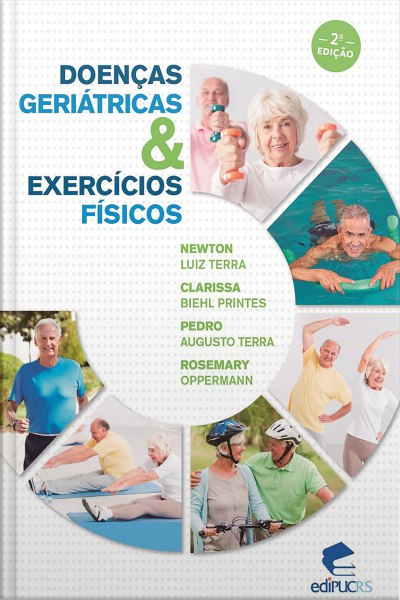 2ª
EDIÇÃO
DOENÇAS
GERIÁTRICAS
&
EXERCÍCIOS
FÍSICOS
NEWTON
LUIZ TERRA
CLARISSA
BIEHL PRINTES
PEDRO
AUGUSTO TERRA
ROSEMARY
OPPERMANN
ediPUCRS